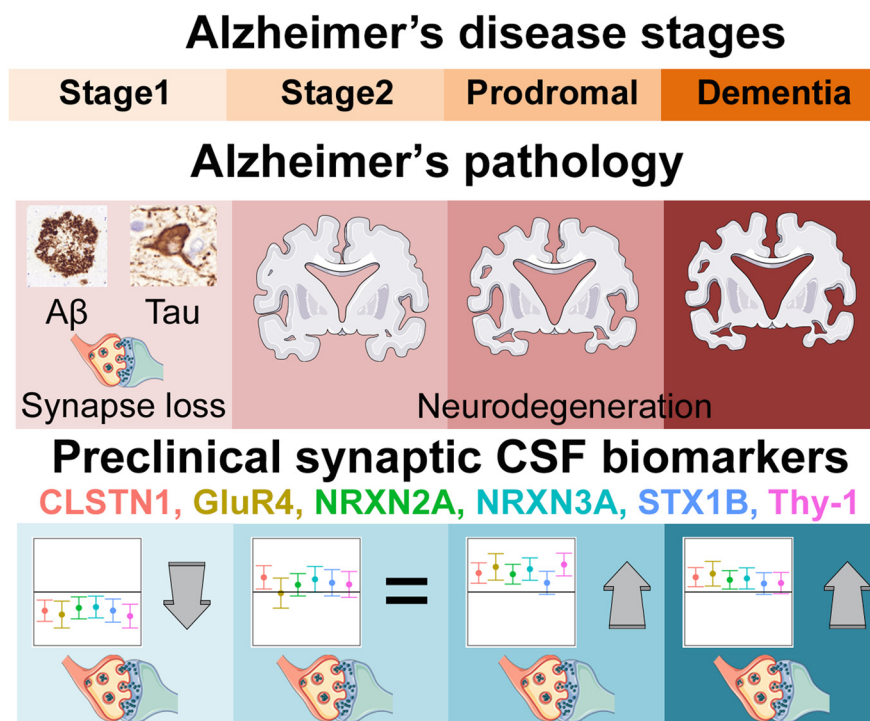 Alzheimer’s disease stages
Stage1 Stage2 Prodromal Dementia
Alzheimer’s pathology
Aβ Tau
Synapse loss Neurodegeneration
Preclinical synaptic CSF biomarkers
CLSTN1, GluR4, NRXN2A, NRXN3A, STX1B, Thy-1
=